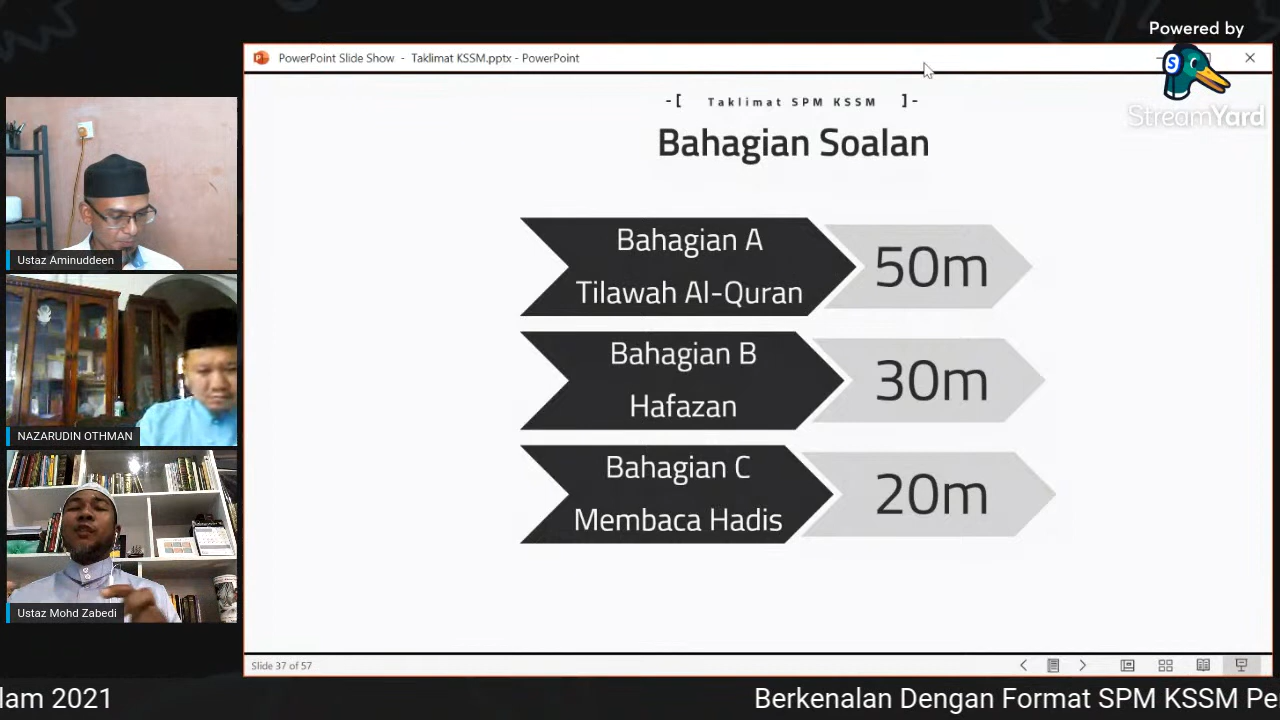 Powered by
StreamYard
PowerPoint Slide Show - Taklimat KSSM.pptx - PowerPoint
-[ Taklimat SPM KSSM ]-
Bahagian Soalan
Bahagian A
Tilawah Al-Quran
50m
Bahagian B
Hafazan
30m
Bahagian C
Membaca Hadis
20m
Ustaz Aminuddeen
NAZARUDIN OTHMAN
Ustaz Mohd Zabedi
Slide 37 of 57
lam 2021
Berkenalan Dengan Format SPM KSSM Pe